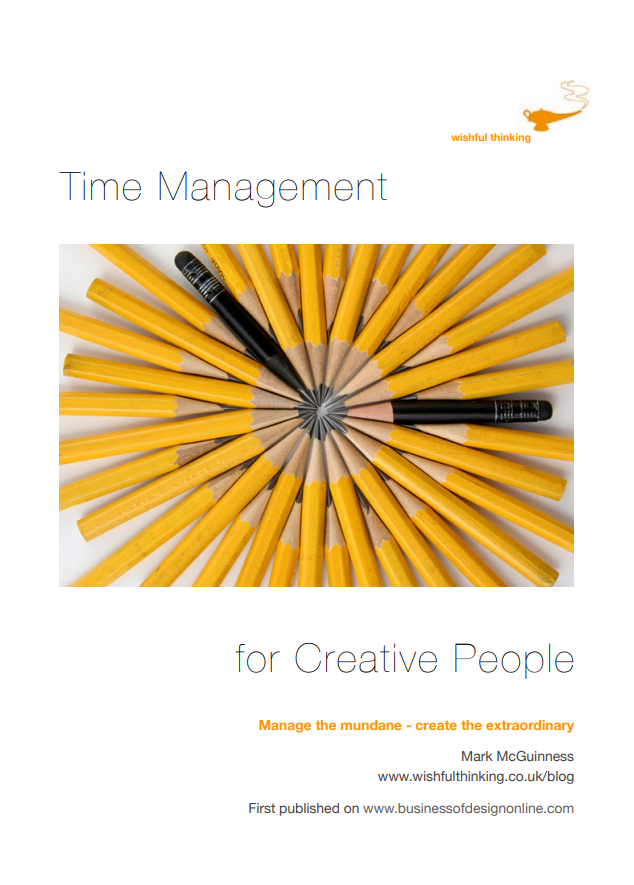 wishful thinking
Time Management
for Creative People
Manage the mundane - create the extraordinary
Mark McGuinness
www.wishfulthinking.co.uk/blog
First published on www.businessofdesignonline.com